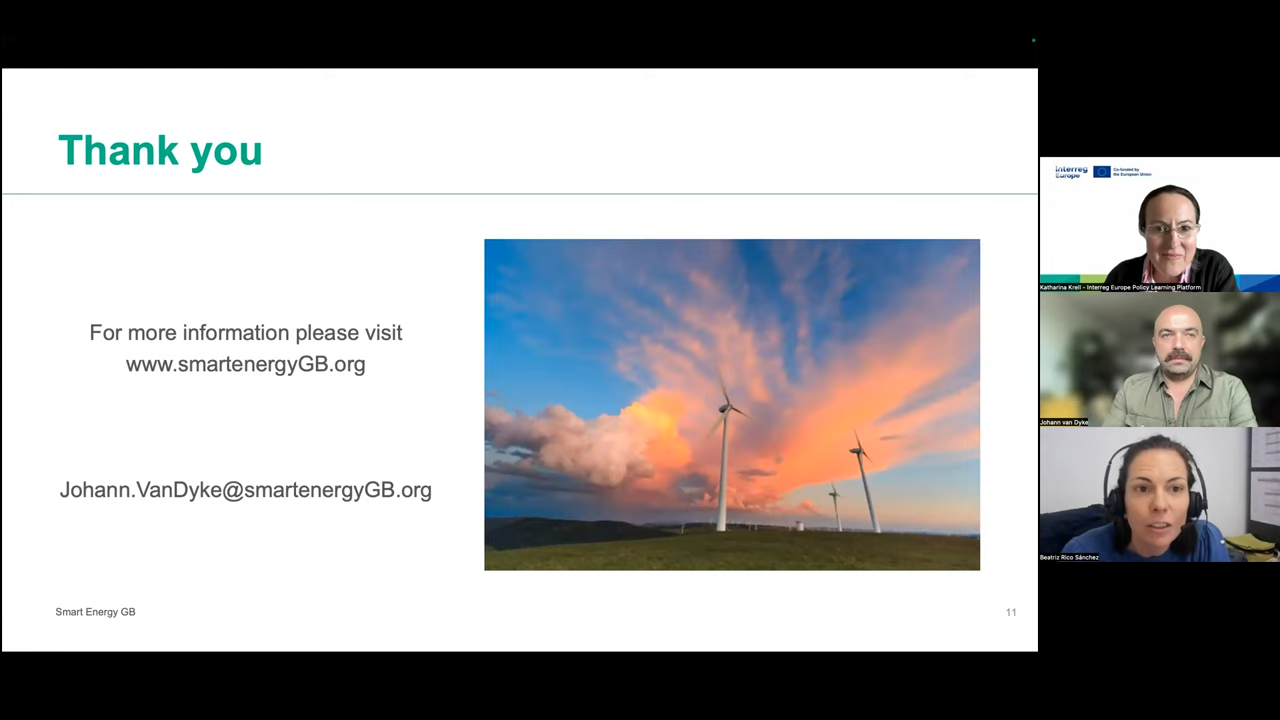 Thank you
For more information please visit
www.smartenergyGB.org
Johann.VanDyke@smartenergyGB.org
Smart Energy GB
11
Interreg
Europe
Co-funded by
the European Union
Katharina Krell - Interreg Europe Policy Learning Platform
Johann van Dyke
Beatriz Rico Sánchez